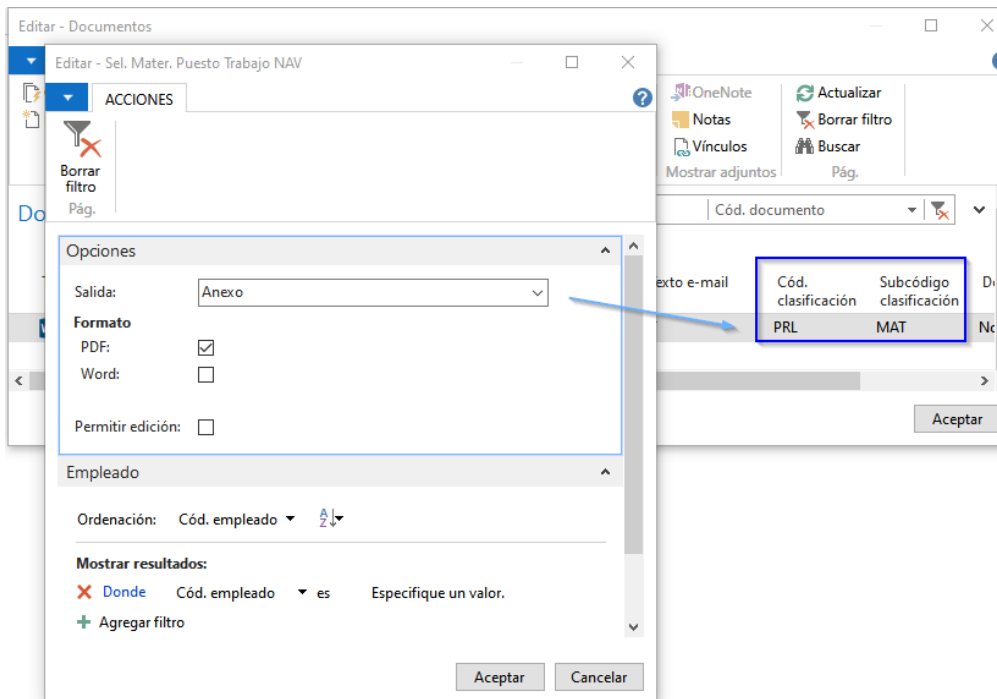 Editar - Documentos
Editar - Sel. Mater. Puesto Trabajo NAV
ACCIONES
Borrar
filtro
Pág.
OneNote
Notas
Vínculos
Mostrar adjuntos
Actualizar
Borrar filtro
Buscar
Pág.
Do
Cód. documento
exto e-mail
Cód.
clasificación
Subcódigo
clasificación
PRL
MAT
No
Aceptar
Opciones
Salida:
Anexo
Formato
PDF:
Word:
Permitir edición:
Empleado
Ordenación:
Cód. empleado
Mostrar resultados:
Donde
Cód. empleado
es
Especifique un valor.
Agregar filtro
Aceptar
Cancelar